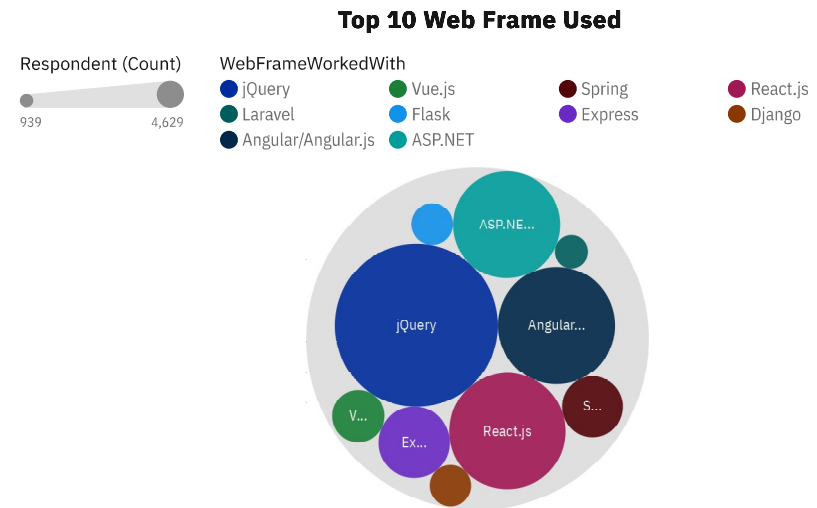 Top 10 Web Frame Used
Respondent (Count)
939
4,629
WebFrameWorkedWith
jQuery
Vue.js
Spring
React.js
Laravel
Flask
Express
Django
Angular/Angular.js
ASP.NET
ASP.NE...
jQuery
Angular...
S...
V...
Ex...
React.js